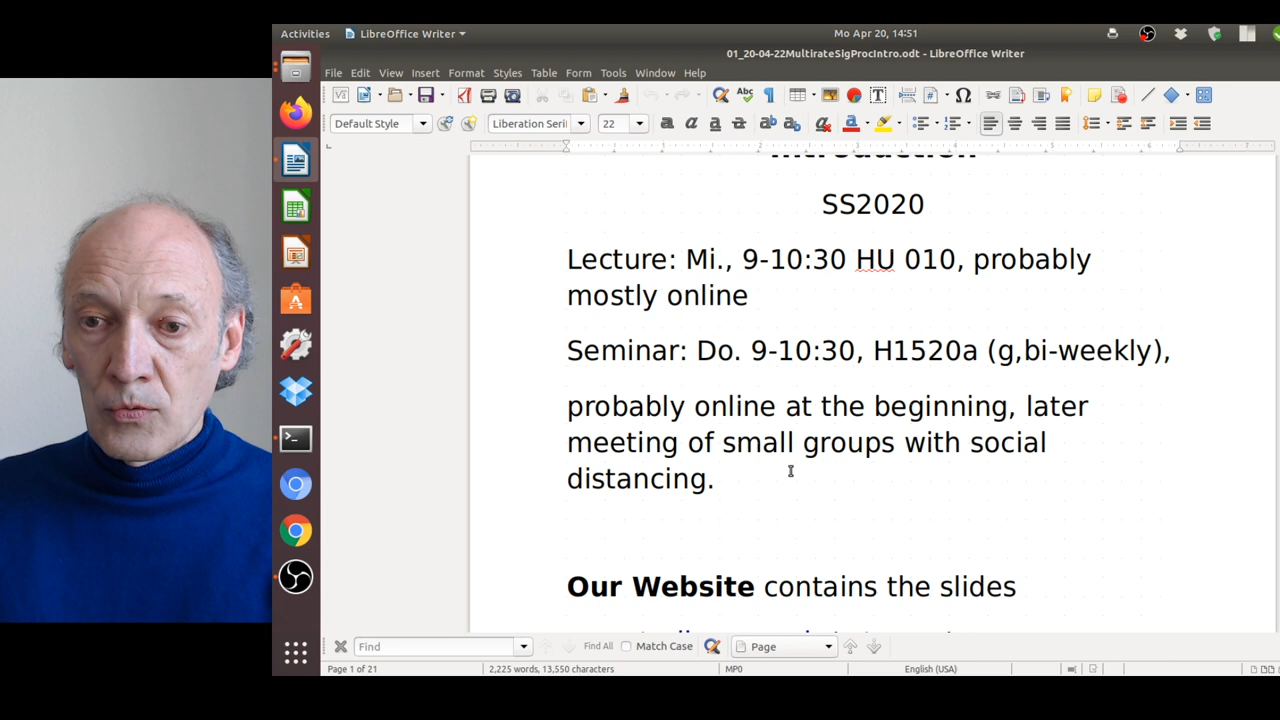 Activities LibreOffice Writer Mo Apr 20, 14:51
01_20-04-22MultirateSigProcIntro.odt - LibreOffice Writer
File Edit View Insert Format Styles Table Form Tools Window Help
Default Style Liberation Seri 22
Introduction
SS2020
Lecture: Mi., 9-10:30 HU 010, probably
mostly online
Seminar: Do. 9-10:30, H1520a (g,bi-weekly),
probably online at the beginning, later
meeting of small groups with social
distancing.
Our Website contains the slides
Find Find All Match Case Page
Page 1 of 21 2,225 words, 13,550 characters MP0 English (USA)